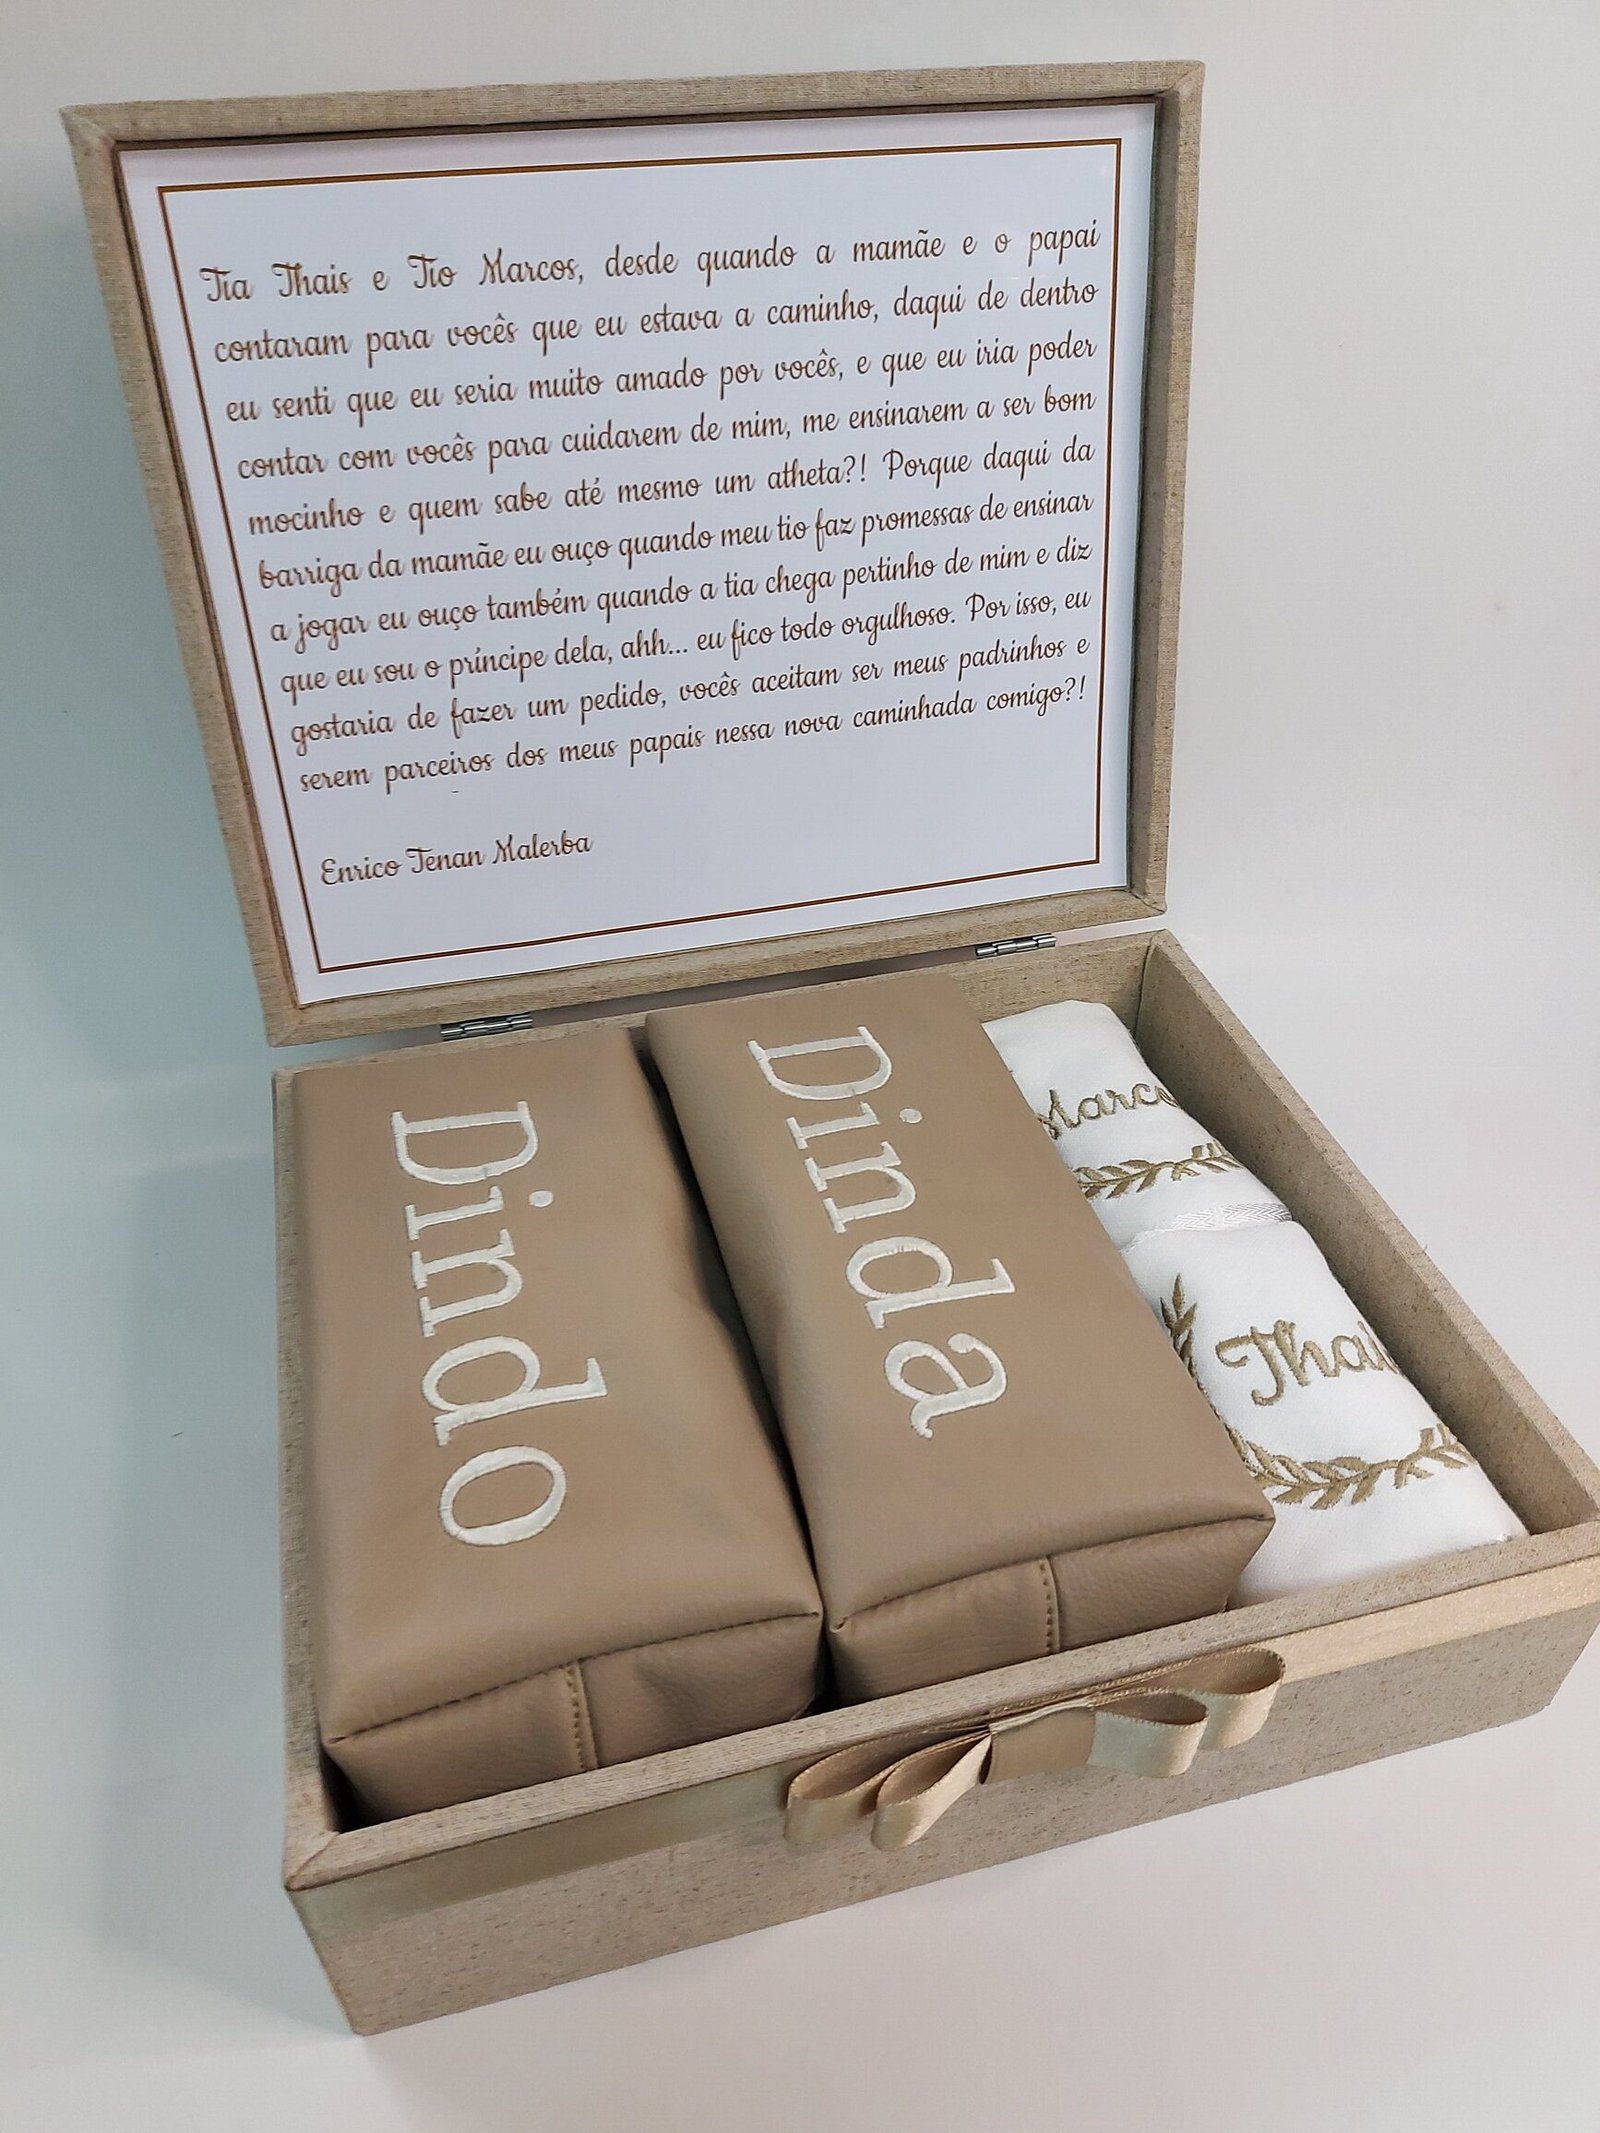 Tia Thais e Tio Marcos, desde quando a mamãe e o papai
contaram para vocês que eu estava a caminho, daqui de dentro
eu senti que eu seria muito amado por vocês, e que eu iria poder
contar com vocês para cuidarem de mim, me ensinarem a ser bom
mocinho e quem sabe até mesmo um atheta?! Porque daqui da
barriga da mamãe eu ouço quando meu tio faz promessas de ensinar
a jogar eu ouço também quando a tia chega pertinho de mim e diz
que eu sou o príncipe dela, ahh... eu fico todo orgulhoso. Por isso, eu
gostaria de fazer um pedido, vocês aceitam ser meus padrinhos e
serem parceiros dos meus papais nessa nova caminhada comigo?!
Enrico Tenan Malerba
Dindo
Dinda
Marco
Thai